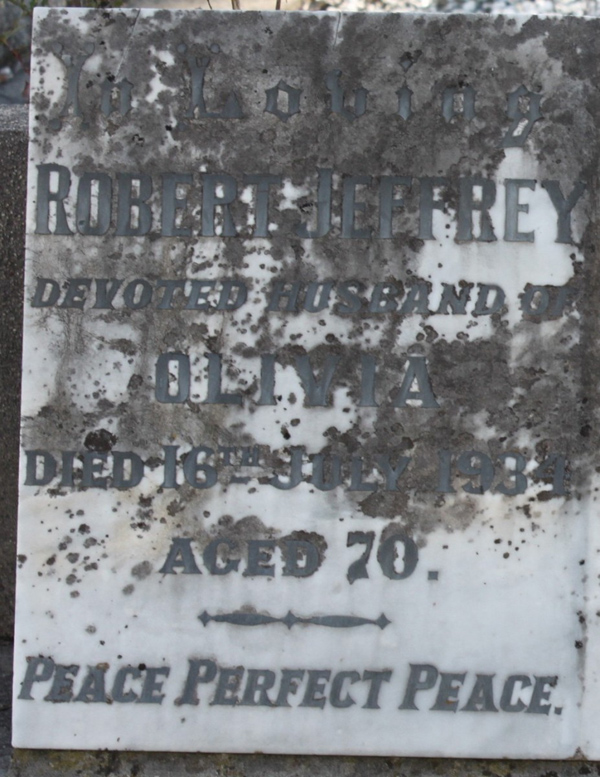 In Loving
ROBERT JEFFREY
DEVOTED HUSBAND OF
OLIVIA
DIED 16TH JULY 1934
AGED 70.
PEACE PERFECT PEACE.